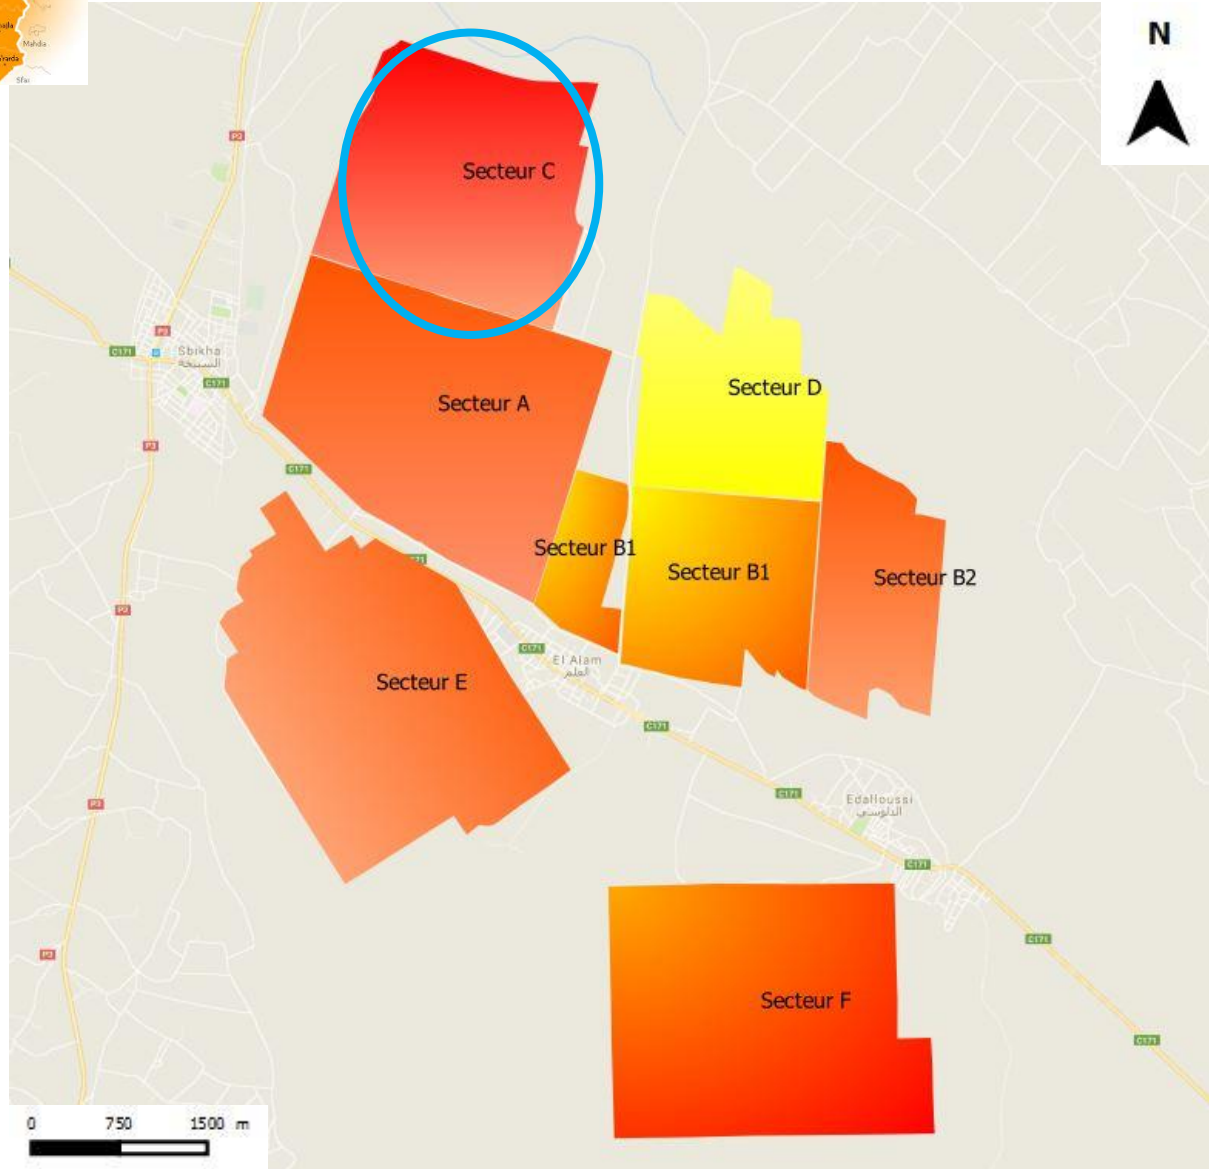 Mahdia
Sfax
N
P3
Secteur C
P3
C171
Sbikha
السبيخة
C171
Secteur D
Secteur A
P3
C171
Secteur B1
C171
Secteur B1
Secteur B2
P3
C171
El Alam
العلم
Secteur E
C171
C171
P3
Edalloussi
الدلوسي
C171
C171
P3
Secteur F
C171
0 750 1500 m